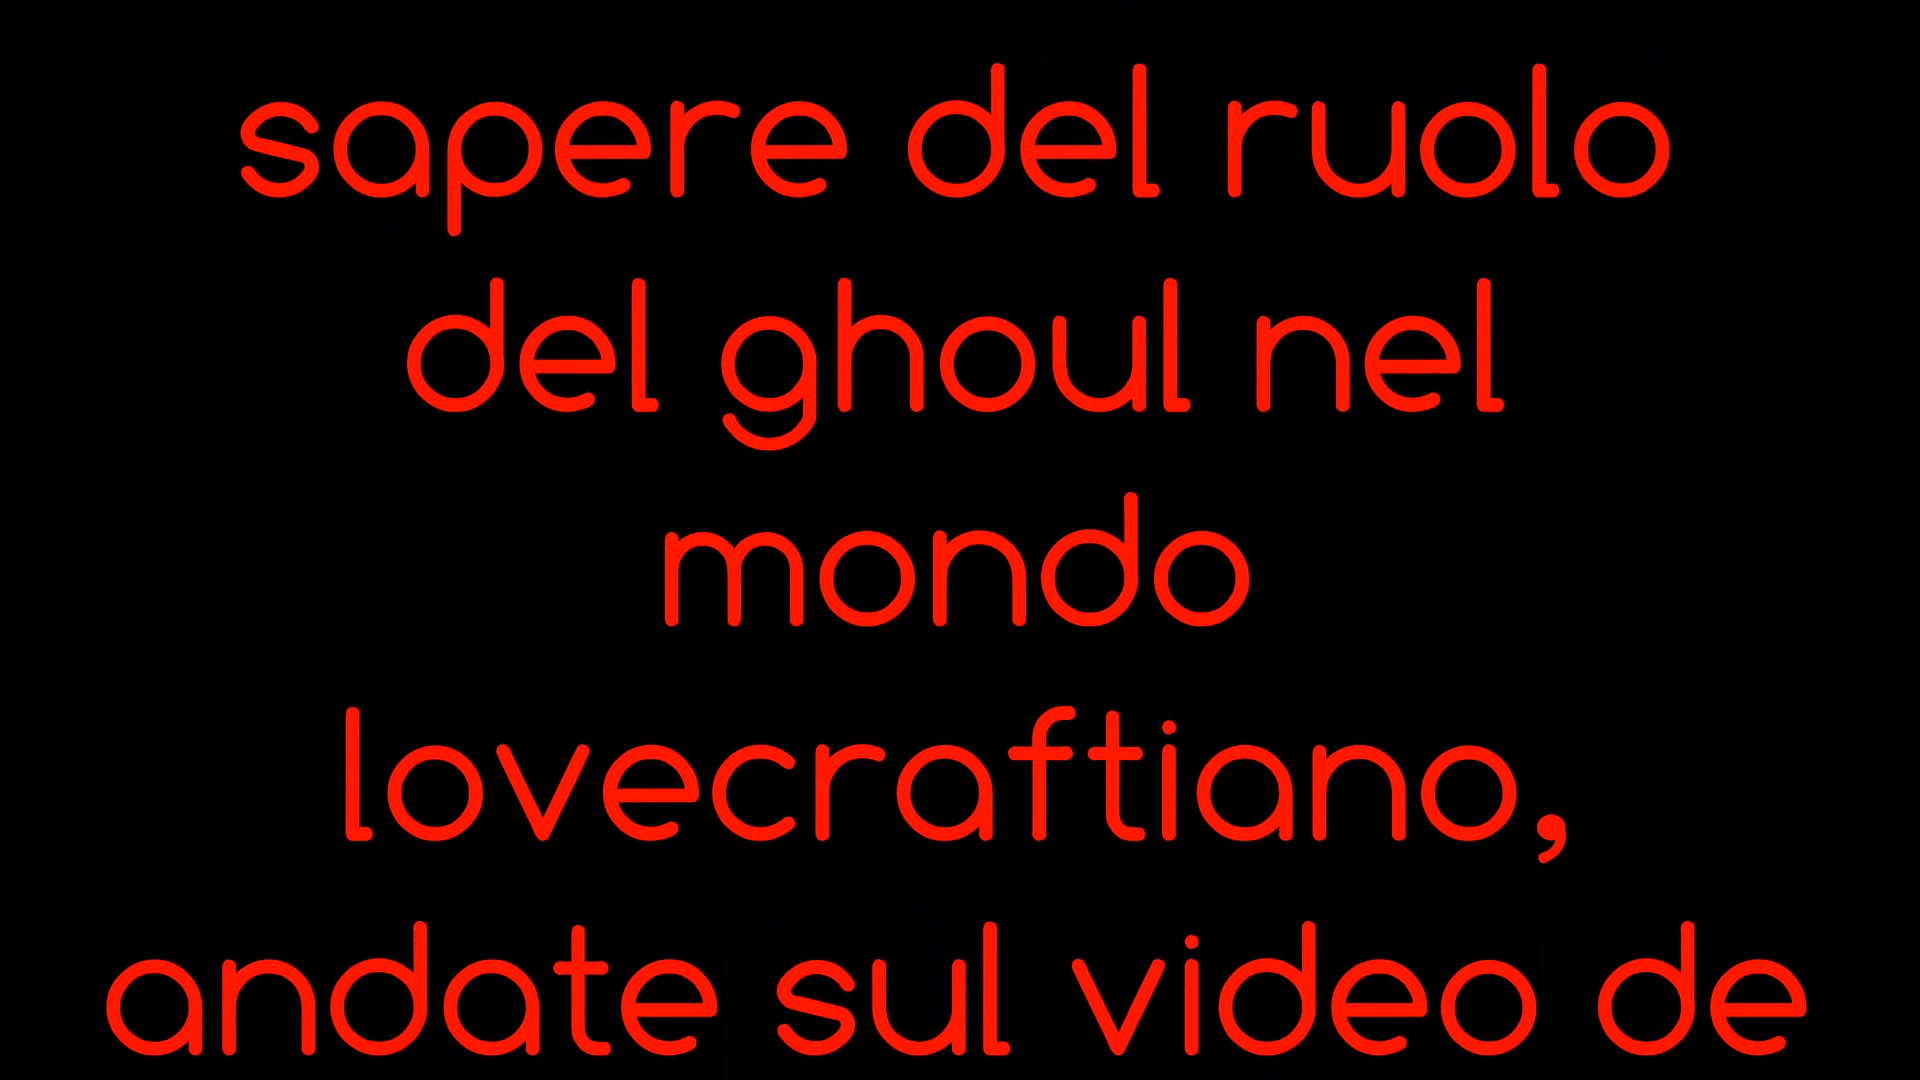 sapere del ruolo
del ghoul nel
mondo
lovecraftiano,
andate sul video de